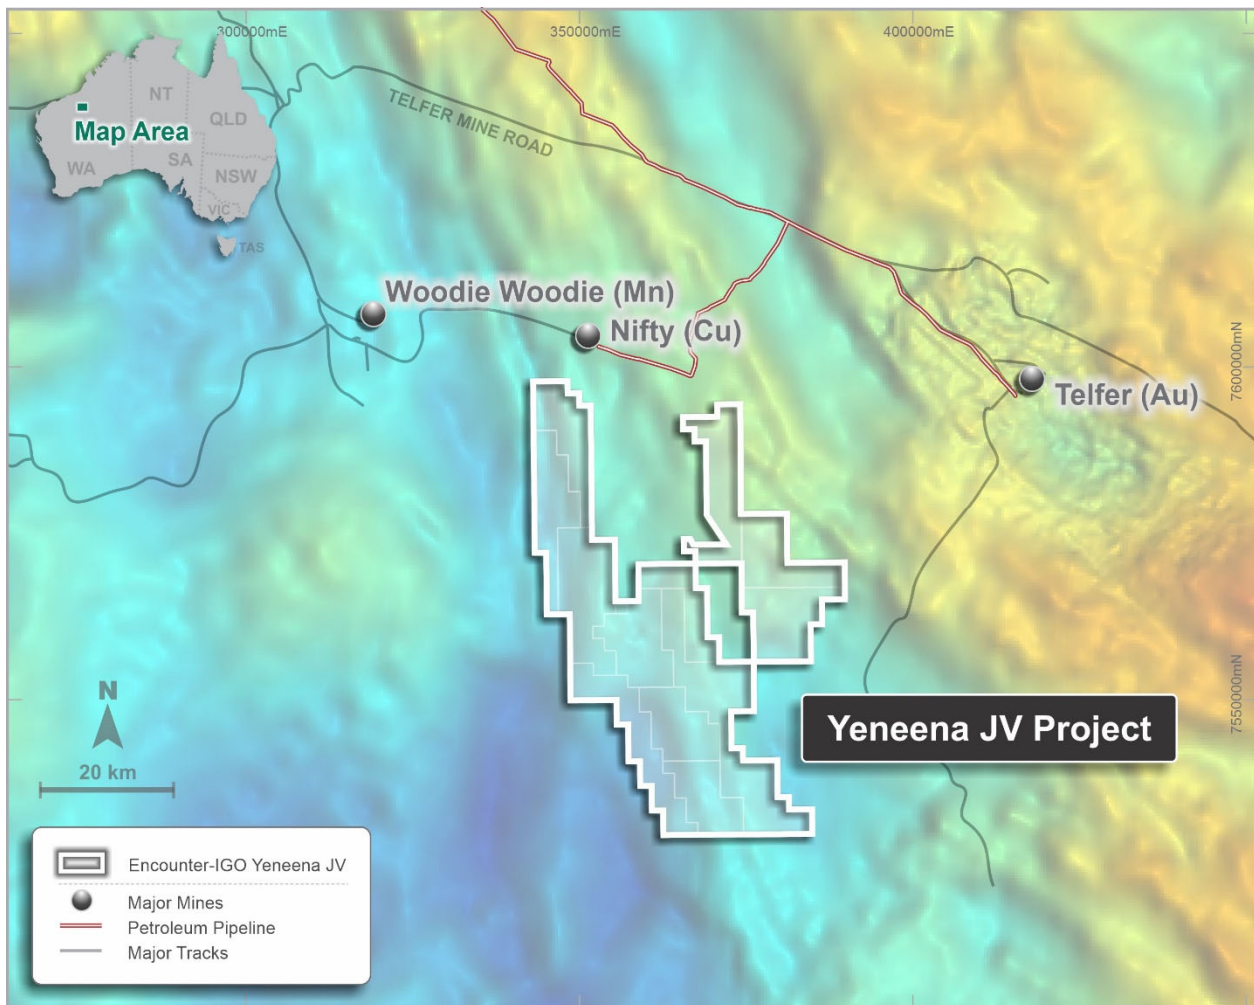 300000mE
350000mE
400000mE
NT
QLD
Map Area
WA
SA
NSW
VIC
TAS
TELFER MINE ROAD
Woodie Woodie (Mn)
Nifty (Cu)
7600000mN
Telfer (Au)
7550000mN
N
20 km
Yeneena JV Project
Encounter-IGO Yeneena JV
Major Mines
Petroleum Pipeline
Major Tracks